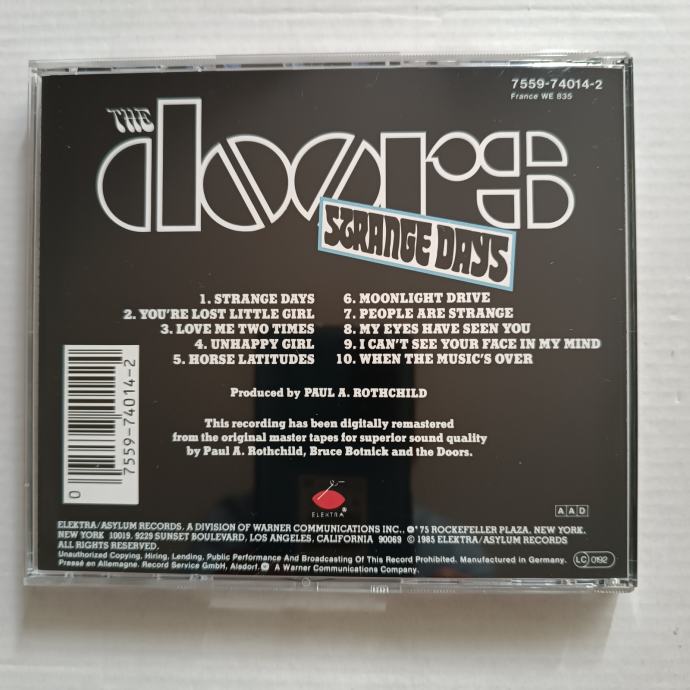 7559-74014-2
France WE 835
THE
doors
STRANGE DAYS
1. STRANGE DAYS
2. YOU'RE LOST LITTLE GIRL
3. LOVE ME TWO TIMES
4. UNHAPPY GIRL
5. HORSE LATITUDES
6. MOONLIGHT DRIVE
7. PEOPLE ARE STRANGE
8. MY EYES HAVE SEEN YOU
9. I CAN'T SEE YOUR FACE IN MY MIND
10. WHEN THE MUSIC'S OVER
Produced by PAUL A. ROTHCHILD
This recording has been digitally remastered
from the original master tapes for superior sound quality
by Paul A. Rothchild, Bruce Botnick and the Doors.
7559-74014-2
0
ELEKTRA®
AAD
ELEKTRA/ASYLUM RECORDS, A DIVISION OF WARNER COMMUNICATIONS INC., 75 ROCKEFELLER PLAZA, NEW YORK,
NEW YORK 10019. 9229 SUNSET BOULEVARD, LOS ANGELES, CALIFORNIA 90069 © 1985 ELEKTRA/ASYLUM RECORDS
ALL RIGHTS RESERVED.
Unauthorized Copying, Hiring, Lending, Public Performance And Broadcasting Of This Record Prohibited. Manufactured in Germany.
Pressé en Allemagne. Record Service GmbH, Alsdorf. A Warner Communications Company.
LC 0192